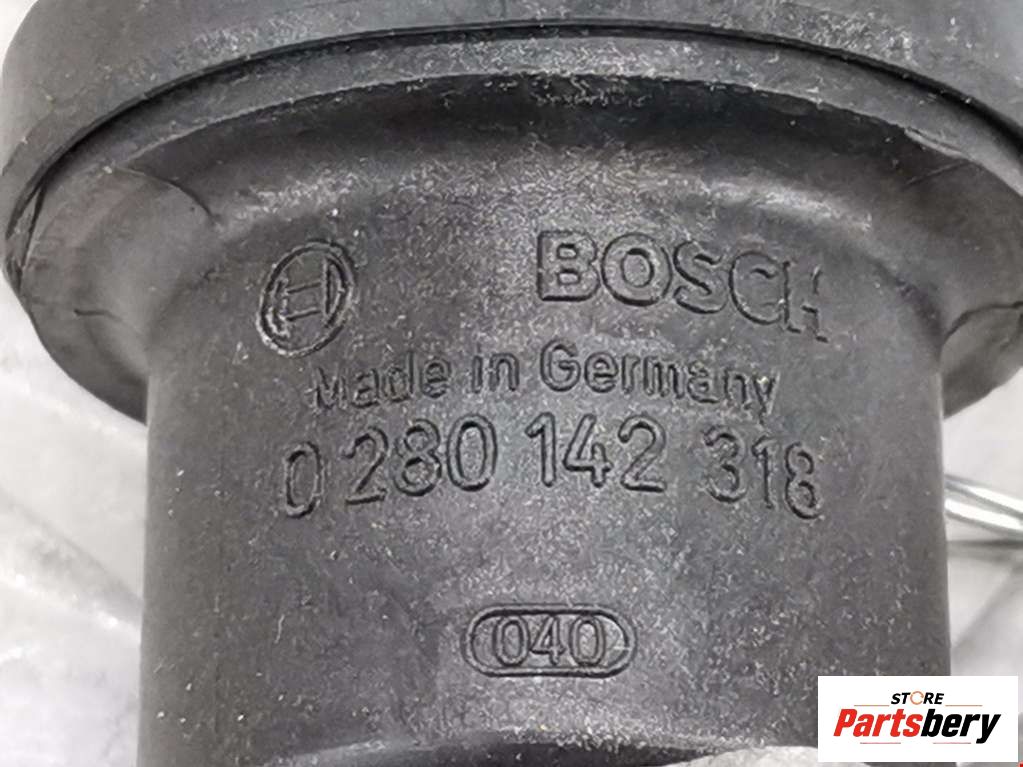 BOSCH
Made in Germany
0 280 142 318
040
STORE
Partsbery